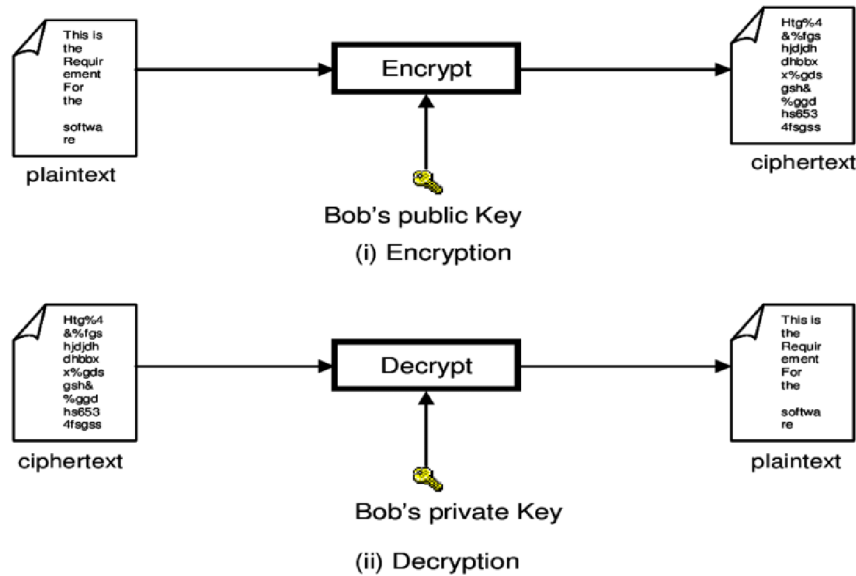 This is
the
Requir
ement
For
the
softwa
re
plaintext
Encrypt
Htg%4
&%fgs
hjdjdh
dhbbx
x%gds
gsh&
%ggd
hs653
4fsgss
ciphertext
Bob's public Key
(i) Encryption
Htg%4
&%fgs
hjdjdh
dhbbx
x%gds
gsh&
%ggd
hs653
4fsgss
ciphertext
Decrypt
This is
the
Requir
ement
For
the
softwa
re
plaintext
Bob's private Key
(ii) Decryption